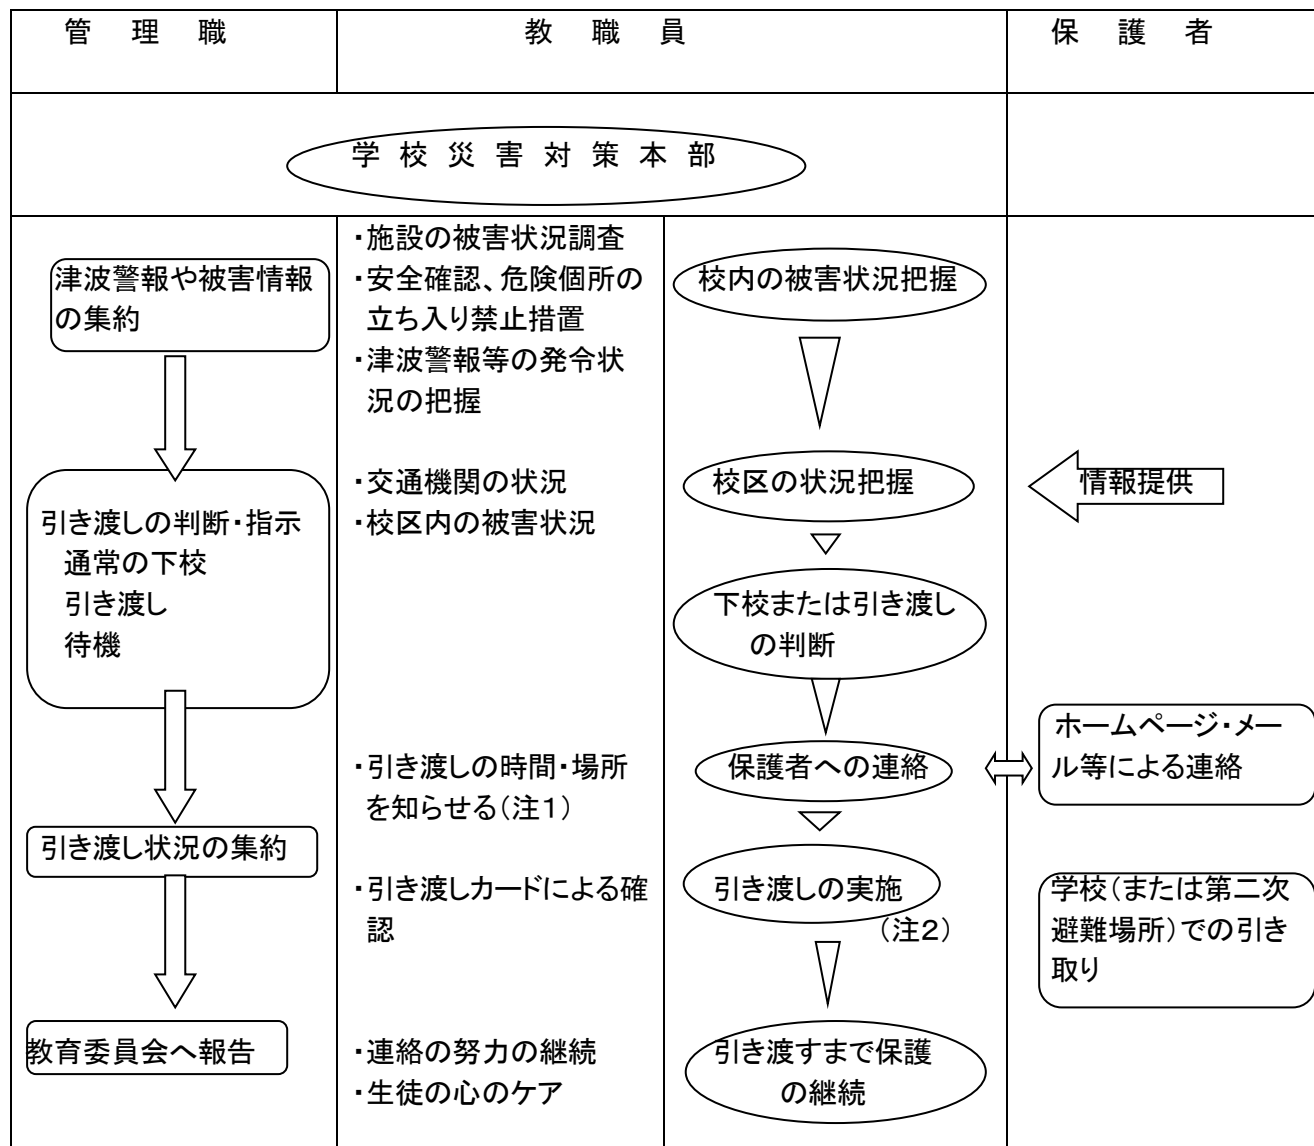 管　理　職
教　職　員
保　護　者
学 校 災 害 対 策 本 部
津波警報や被害情報
の集約
引き渡しの判断・指示
通常の下校
引き渡し
待機
引き渡し状況の集約
教育委員会へ報告
・施設の被害状況調査
・安全確認、危険個所の
立ち入り禁止措置
・津波警報等の発令状
況の把握
・交通機関の状況
・校区内の被害状況
・引き渡しの時間・場所
を知らせる（注１）
・引き渡しカードによる確
認
・連絡の努力の継続
・生徒の心のケア
校内の被害状況把握
校区の状況把握
下校または引き渡し
の判断
保護者への連絡
引き渡しの実施
（注２）
引き渡すまで保護
の継続
情報提供
ホームページ・メー
ル等による連絡
学校（または第二次
避難場所）での引き
取り